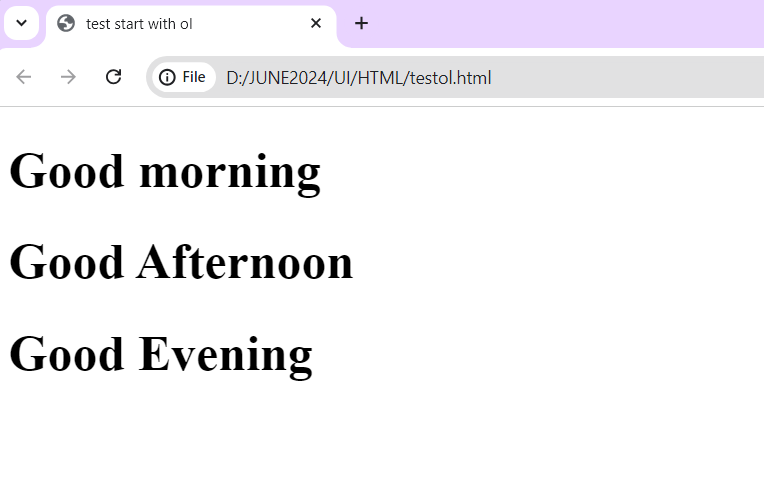 test start with ol
File D:/JUNE2024/UI/HTML/testol.html
Good morning
Good Afternoon
Good Evening